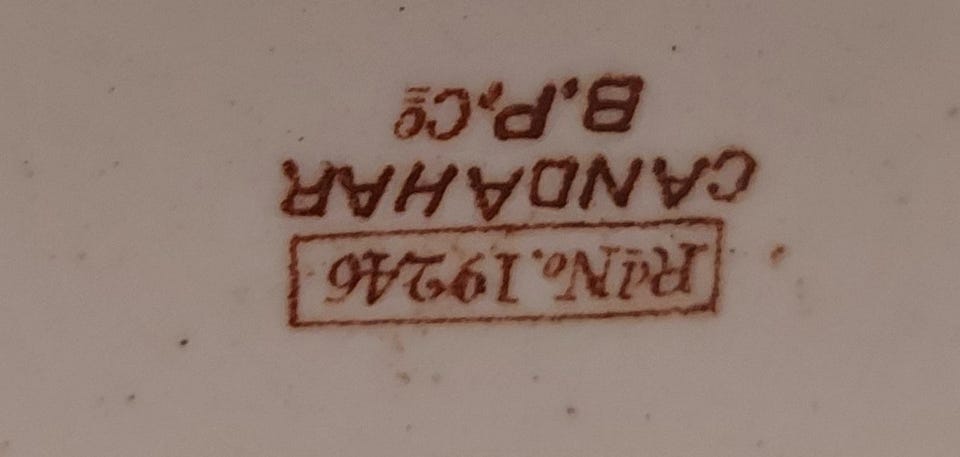 Rd No. 19246
CANDAHAR
B.P. Co